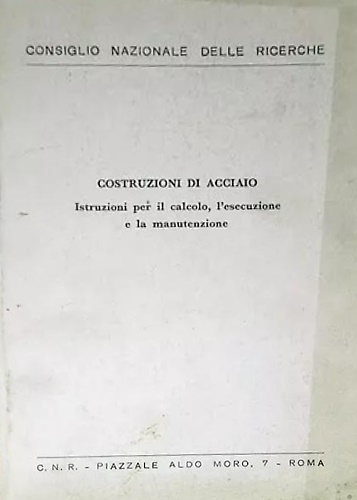 CONSIGLIO NAZIONALE DELLE RICERCHE
COSTRUZIONI DI ACCIAIO
Istruzioni per il calcolo, l'esecuzione
e la manutenzione
C. N. R. - PIAZZALE ALDO MORO, 7 - ROMA